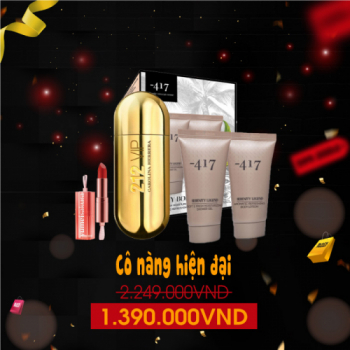 -417
212 VIP
CAROLINA HERRERA
-417
-417
Cô nàng hiện đại
2.249.000VND
1.390.000VND